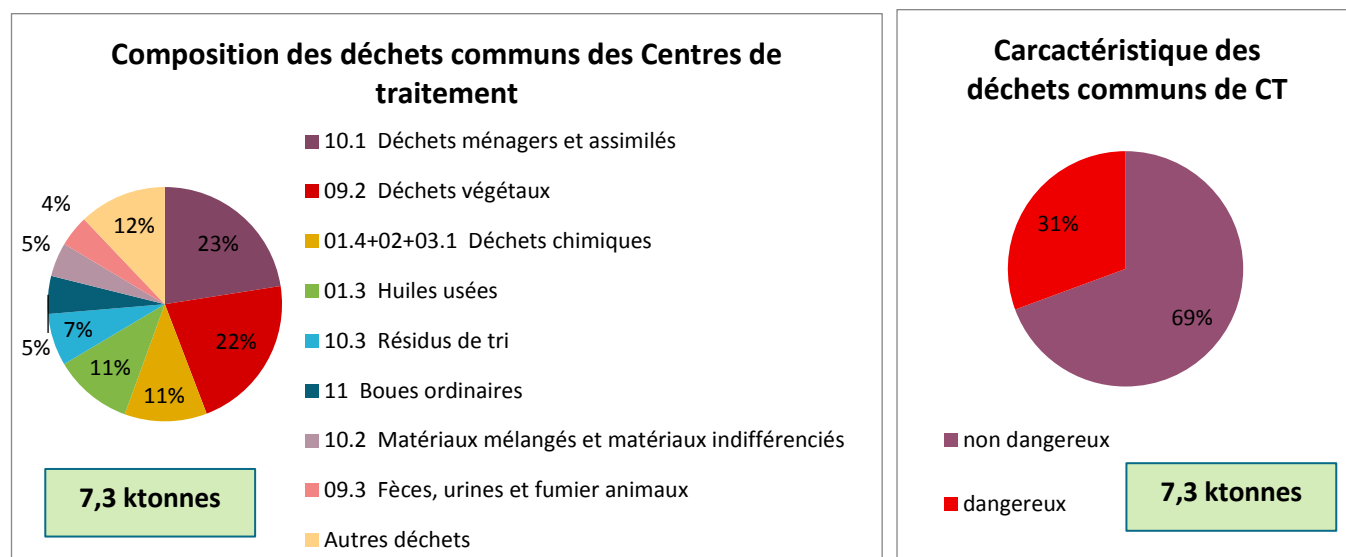 Composition des déchets communs des Centres de
traitement
10.1 Déchets ménagers et assimilés
09.2 Déchets végétaux
01.4+02+03.1 Déchets chimiques
01.3 Huiles usées
10.3 Résidus de tri
11 Boues ordinaires
10.2 Matériaux mélangés et matériaux indifférenciés
09.3 Fèces, urines et fumier animaux
Autres déchets
23%
22%
11%
11%
7%
5%
5%
4%
12%
7,3 ktonnes
Carcactéristique des
déchets communs de CT
31%
69%
non dangereux
dangereux
7,3 ktonnes